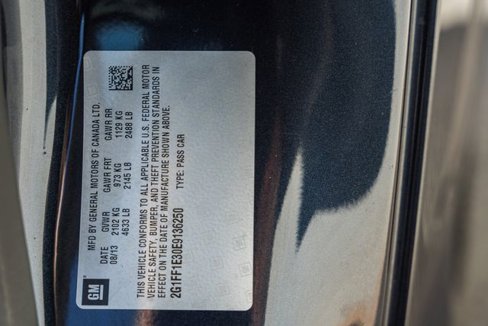 GM
MFD BY GENERAL MOTORS OF CANADA LTD.
DATE GVWR GAWR FRT GAWR RR
08/13 2102 KG 973 KG 1129 KG
4633 LB 2145 LB 2488 LB
THIS VEHICLE CONFORMS TO ALL APPLICABLE U.S. FEDERAL MOTOR
VEHICLE SAFETY, BUMPER, AND THEFT PREVENTION STANDARDS IN
EFFECT ON THE DATE OF MANUFACTURE SHOWN ABOVE.
2G1FF1E30E9136250 TYPE: PASS CAR